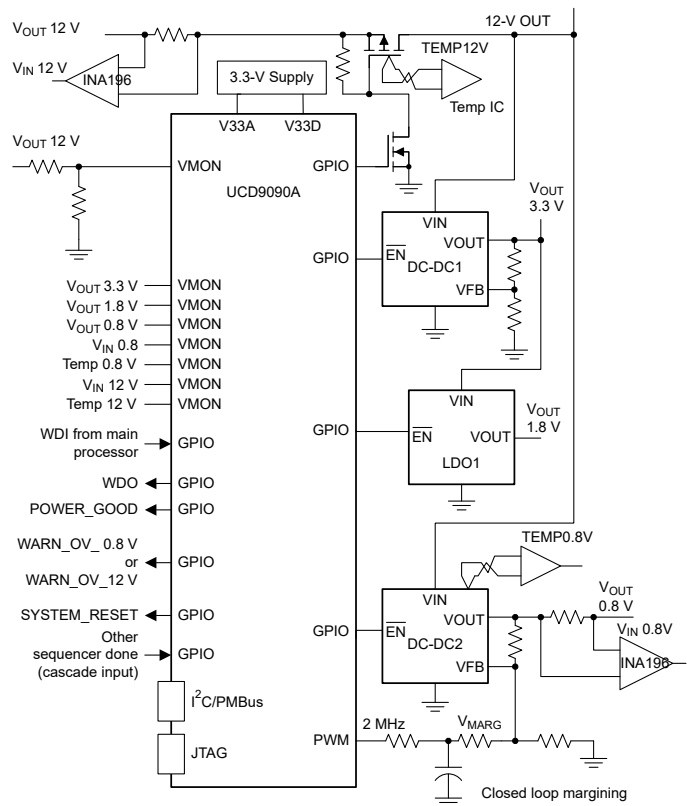 12-V OUT
VOUT 12 V
TEMP12V
VIN 12 V
INA196
3.3-V Supply
Temp IC
V33A
V33D
VOUT 12 V
VMON
GPIO
UCD9090A
VOUT
3.3 V
VIN
VOUT
GPIO
EN
DC-DC1
VFB
VOUT 3.3 V
VMON
VOUT 1.8 V
VMON
VOUT 0.8 V
VMON
VIN 0.8
VMON
Temp 0.8 V
VMON
VIN 12 V
VMON
Temp 12 V
VMON
VIN
VOUT
1.8 V
GPIO
EN
VOUT
LDO1
WDI from main
processor
GPIO
WDO
GPIO
POWER_GOOD
GPIO
WARN_OV_ 0.8 V
or
WARN_OV_12 V
GPIO
TEMP0.8V
SYSTEM_RESET
GPIO
Other
sequencer done
(cascade input)
GPIO
VIN
VOUT
GPIO
EN
DC-DC2
VFB
VOUT
0.8 V
VIN 0.8V
INA196
I2C/PMBus
JTAG
PWM
2 MHz
VMARG
Closed loop margining